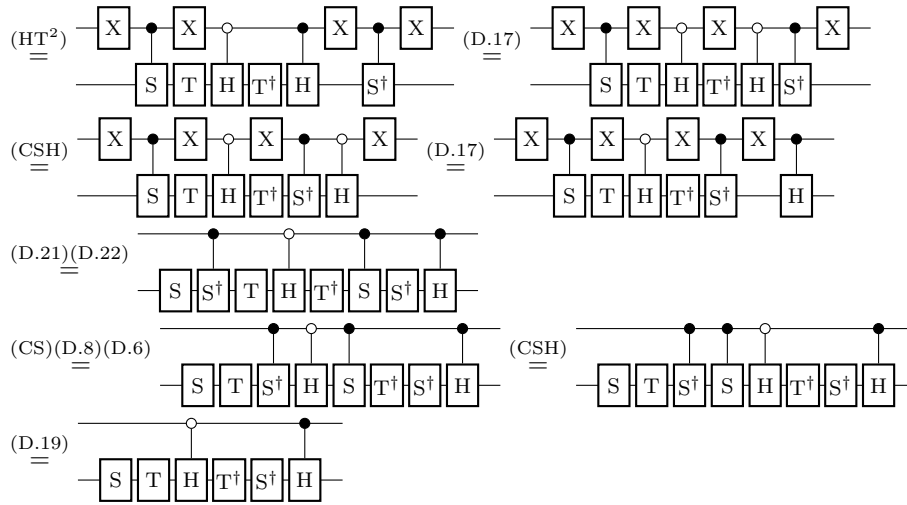 X X X X (D.17) X X X X
(HT²)
= =
S T H T† H S† S T H T† H S†
X X X X X X X X
(CSH) (D.17)
= =
S T H T† S† H S T H T† S† H
(D.21)(D.22)
=
S S† T H T† S S† H
(CS)(D.8)(D.6) (CSH)
= =
S T S† H S T† S† H S T S† S H T† S† H
(D.19)
=
S T H T† S† H